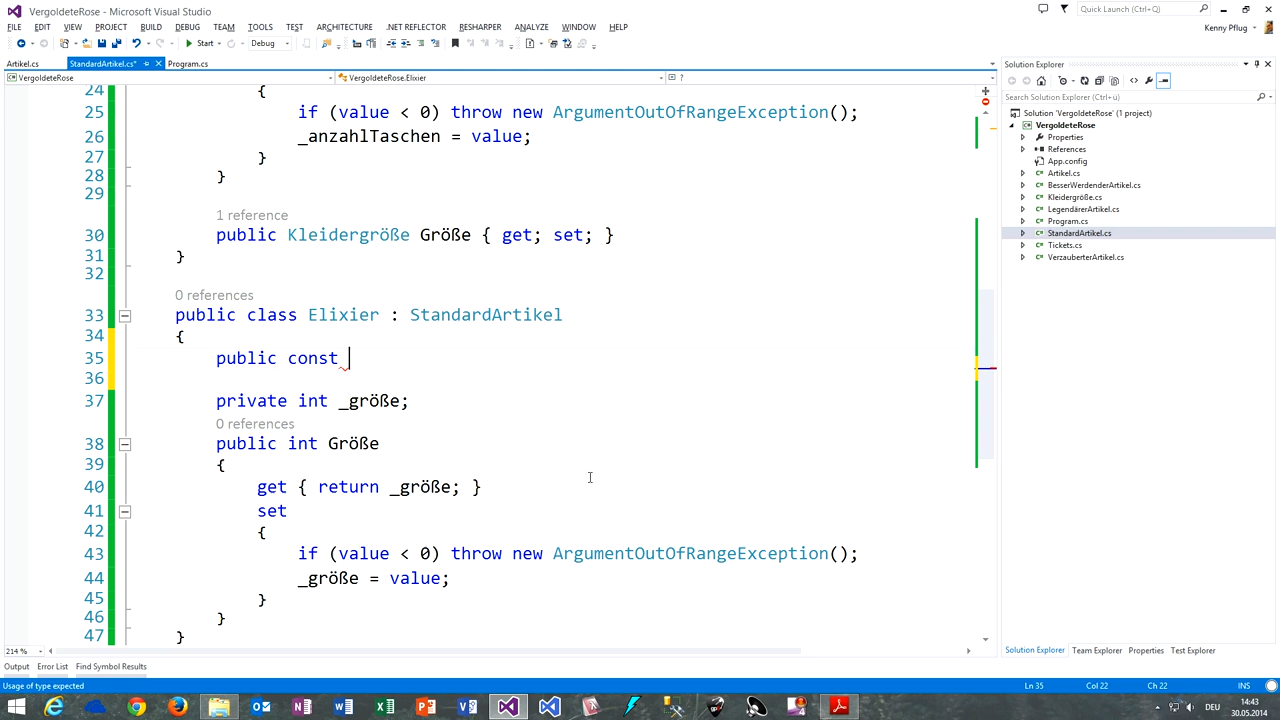 VergoldeteRose - Microsoft Visual Studio
Quick Launch (Ctrl+Q)
FILE EDIT VIEW PROJECT BUILD DEBUG TEAM TOOLS TEST ARCHITECTURE .NET REFLECTOR RESHARPER ANALYZE WINDOW HELP
Kenny Pflug
Start Debug
Artikel.cs StandardArtikel.cs* Program.cs
VergoldeteRose VergoldeteRose.Elixier ?
24 {
25 if (value < 0) throw new ArgumentOutOfRangeException();
26 _anzahlTaschen = value;
27 }
28 }
29
1 reference
30 public Kleidergröße Größe { get; set; }
31 }
32
0 references
33 public class Elixier : StandardArtikel
34 {
35 public const
36
37 private int _größe;
0 references
38 public int Größe
39 {
40 get { return _größe; }
41 set
42 {
43 if (value < 0) throw new ArgumentOutOfRangeException();
44 _größe = value;
45 }
46 }
47 }
214 %
Solution Explorer
Search Solution Explorer (Ctrl+ü)
Solution 'VergoldeteRose' (1 project)
VergoldeteRose
Properties
References
App.config
Artikel.cs
BesserWerdenderArtikel.cs
Kleidergröße.cs
LegendärerArtikel.cs
Program.cs
StandardArtikel.cs
Tickets.cs
VerzauberterArtikel.cs
Solution Explorer Team Explorer Properties Test Explorer
Output Error List Find Symbol Results
Usage of type expected Ln 35 Col 22 Ch 22 INS
14:43
30.05.2014